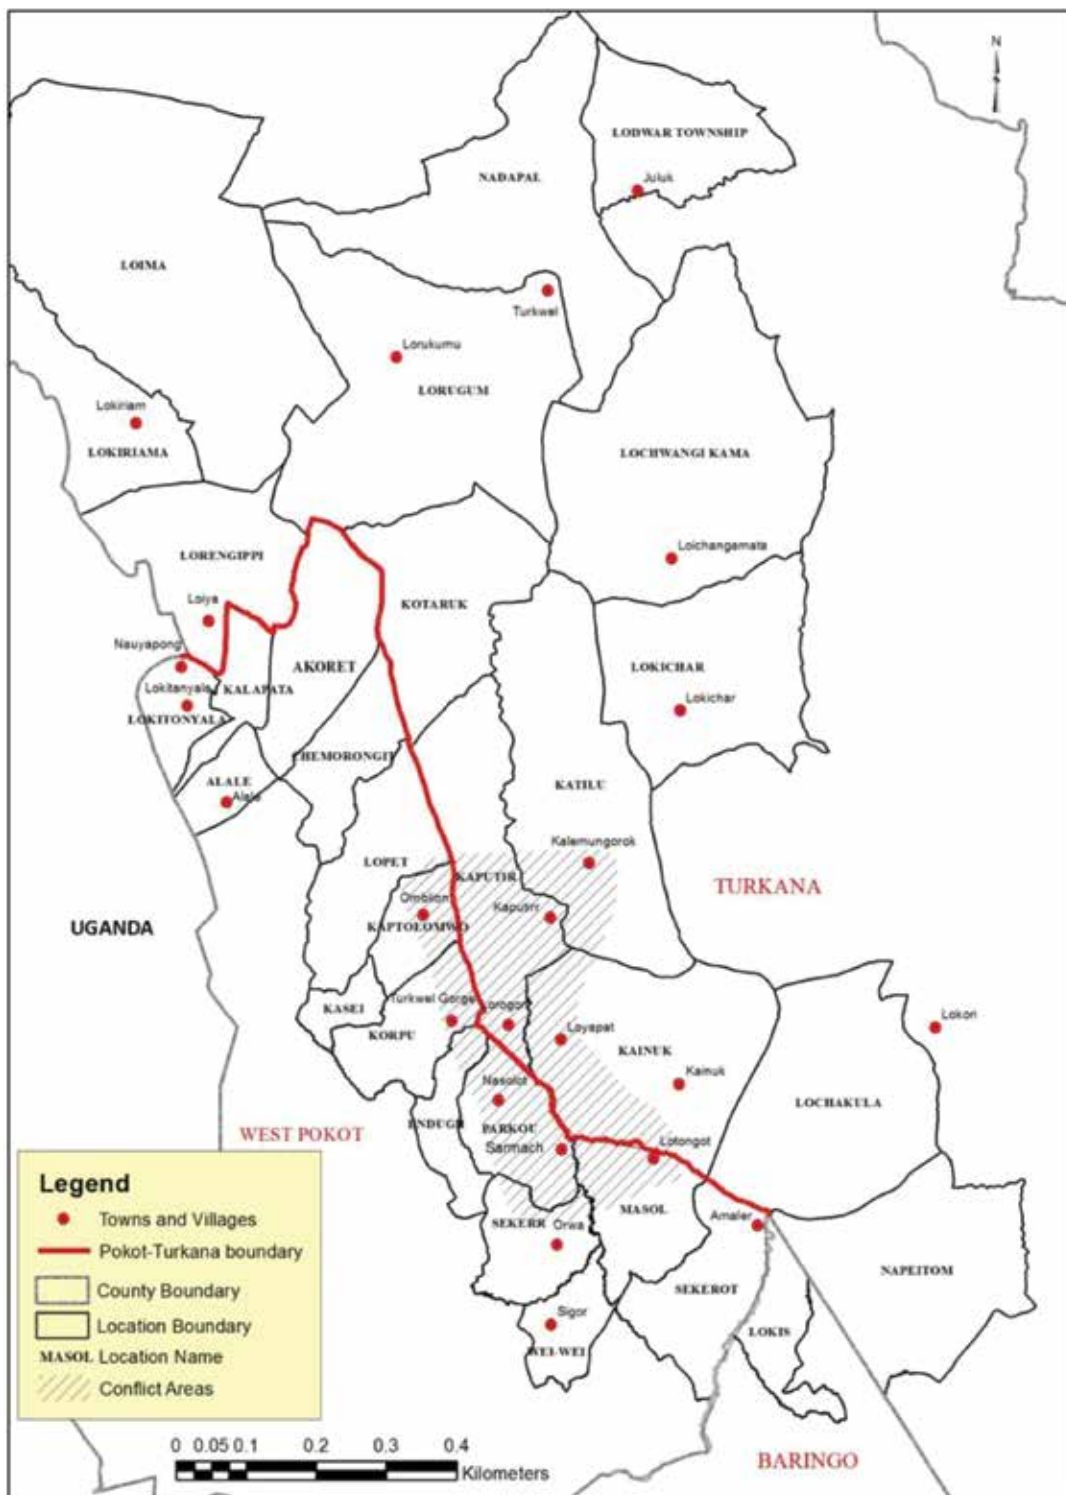 N
LODWAR TOWNSHIP
NADAPAL
Juluk
LOIMA
Turkwel
Lorukumu
LORUGUM
Lokiriam
LOKIRIAMA
LOCHWANGI KAMA
LORENGIPPI
Loichangamata
Loiya
KOTARUK
Nauyapong
AKORET
LOKICHAR
Lokitanyala
KALAPATA
Lokichar
LOKITONYALA
CHEMORONGIT
ALALE
Alale
KATILU
Kalemungorok
LOPET
KAPUTIR
TURKANA
Orobilon
Kaputirr
UGANDA
KAPTOLOMWO
Turkwel Gorge
Lorogon
KASEI
Lokori
KORPU
Loyapat
KAINUK
Kainuk
Nasolot
LOCHAKULA
ENDUGH
PARKOU
WEST POKOT
Sarmach
Lotongot
MASOL
Amaler
SEKERR
Orwa
NAPEITOM
SEKEROT
Sigor
LOKIS
WEI-WEI
BARINGO
Legend
Towns and Villages
Pokot-Turkana boundary
County Boundary
Location Boundary
MASOL Location Name
Conflict Areas
0 0.05 0.1 0.2 0.3 0.4
Kilometers